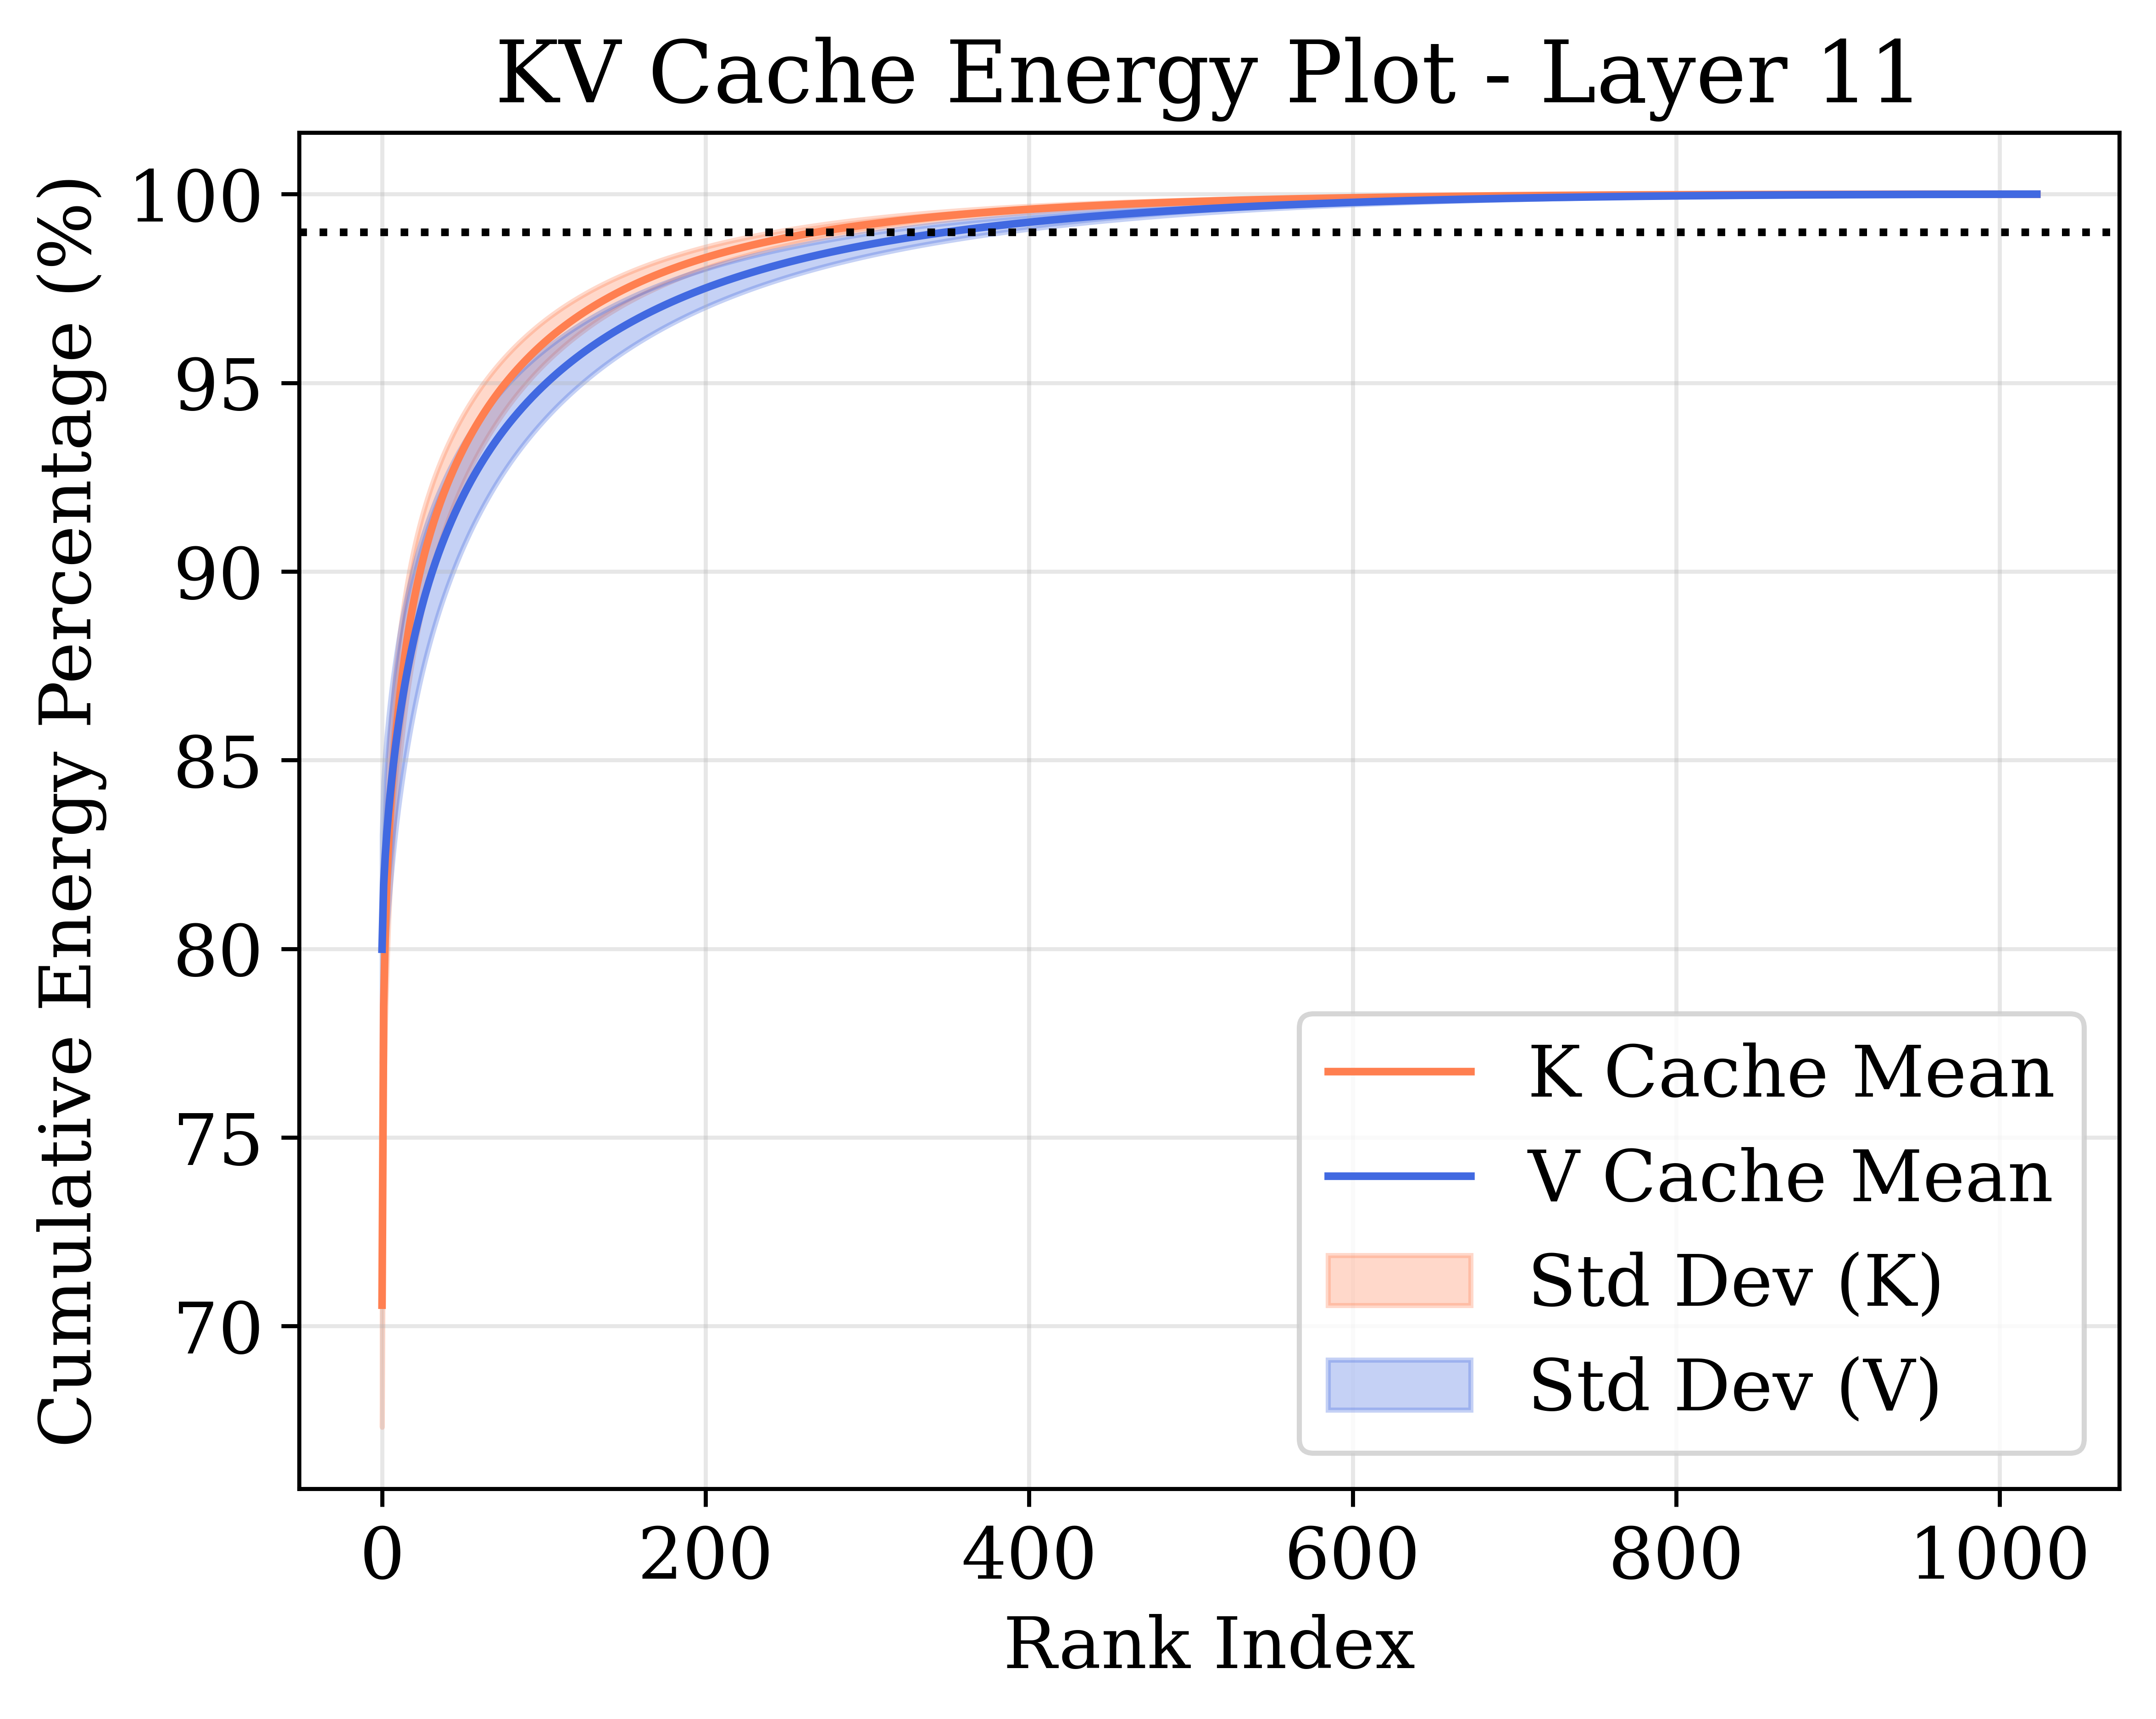 KV Cache Energy Plot - Layer 11
Cumulative Energy Percentage (%)
100
95
90
85
80
75
70
K Cache Mean
V Cache Mean
Std Dev (K)
Std Dev (V)
0 200 400 600 800 1000
Rank Index